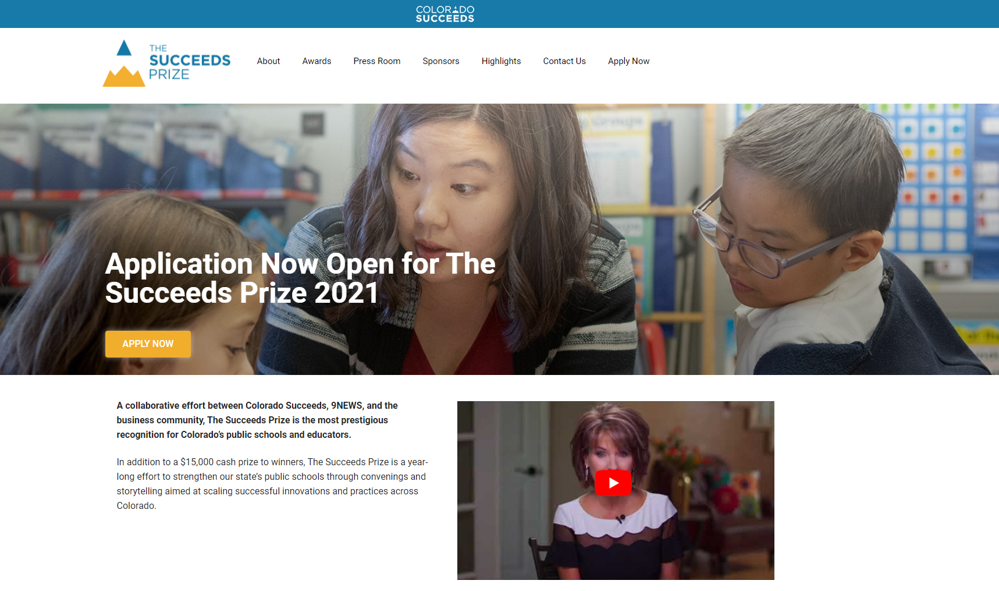 COLORADO
SUCCEEDS
THE
SUCCEEDS
PRIZE
About
Awards
Press Room
Sponsors
Highlights
Contact Us
Apply Now
Groups
Application Now Open for The
Succeeds Prize 2021
APPLY NOW
A collaborative effort between Colorado Succeeds, 9NEWS, and the
business community, The Succeeds Prize is the most prestigious
recognition for Colorado’s public schools and educators.
In addition to a $15,000 cash prize to winners, The Succeeds Prize is a year-
long effort to strengthen our state’s public schools through convenings and
storytelling aimed at scaling successful innovations and practices across
Colorado.